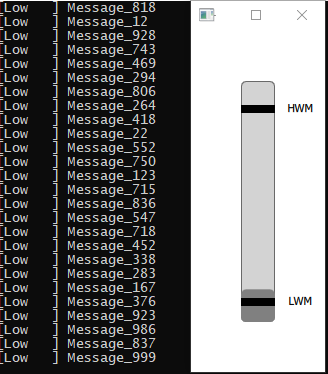 [Low ] Message_818
[Low ] Message_12
[Low ] Message_928
[Low ] Message_743
[Low ] Message_469
[Low ] Message_294
[Low ] Message_806
[Low ] Message_264
[Low ] Message_418
[Low ] Message_22
[Low ] Message_552
[Low ] Message_750
[Low ] Message_123
[Low ] Message_715
[Low ] Message_836
[Low ] Message_547
[Low ] Message_718
[Low ] Message_452
[Low ] Message_338
[Low ] Message_283
[Low ] Message_167
[Low ] Message_376
[Low ] Message_923
[Low ] Message_986
[Low ] Message_837
[Low ] Message_999
HWM
LWM